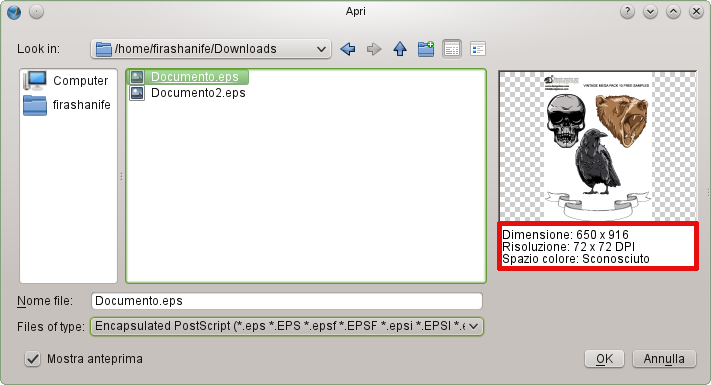 Apri
Look in: /home/firashanife/Downloads
Computer
firashanife
Documento.eps
Documento2.eps
VINTAGE MEGA PACK 10 FREE SAMPLES
Dimensione: 650 x 916
Risoluzione: 72 x 72 DPI
Spazio colore: Sconosciuto
Nome file: Documento.eps
Files of type: Encapsulated PostScript (*.eps *.EPS *.epsf *.EPSF *.epsi *.EPSI *.e
Mostra anteprima
OK Annulla